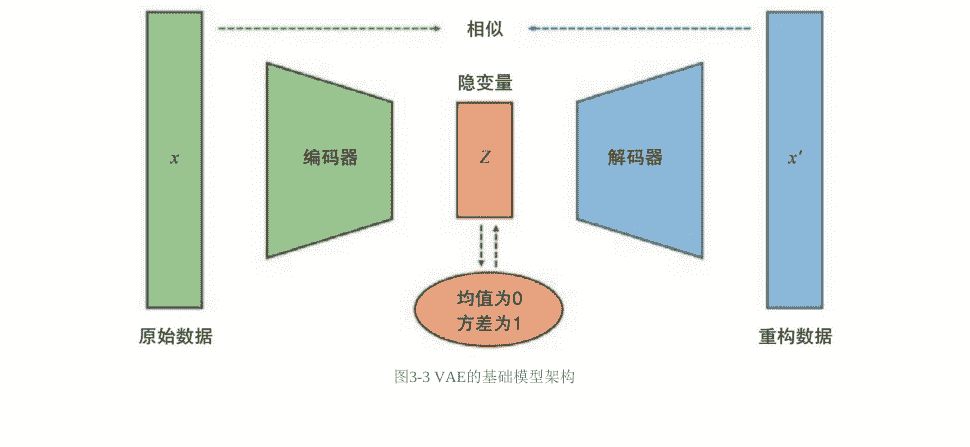 相似
隐变量
x
编码器
Z
解码器
x′
均值为0
方差为1
原始数据
重构数据
图3-3 VAE的基础模型架构